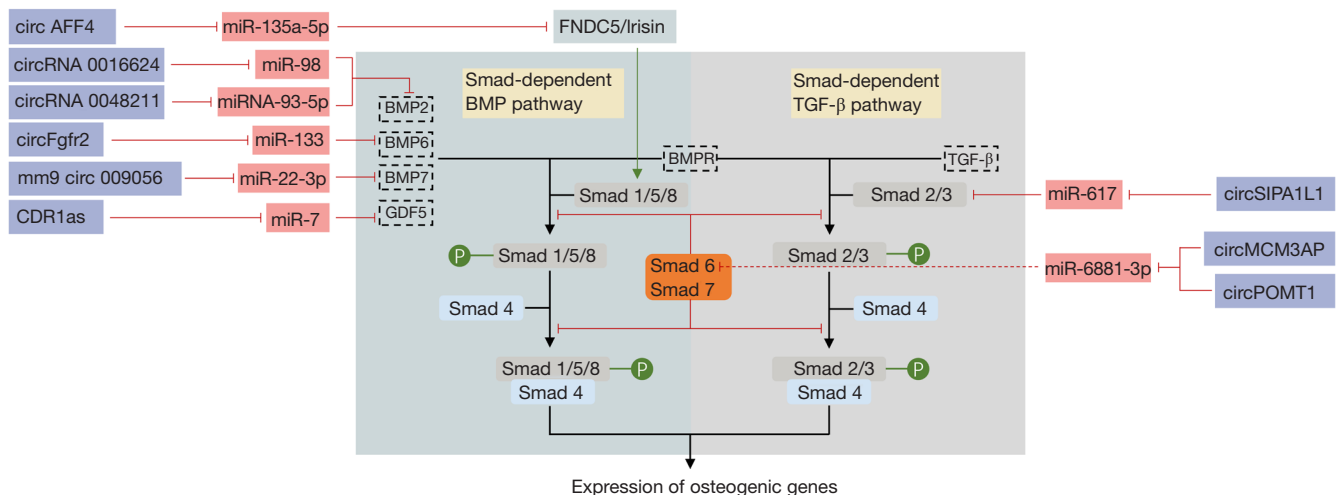 circ AFF4
miR-135a-5p
FNDC5/Irisin
circRNA 0016624
miR-98
circRNA 0048211
miRNA-93-5p
BMP2
Smad-dependent
BMP pathway
Smad-dependent
TGF-β pathway
circFgfr2
miR-133
BMP6
BMPR
TGF-β
mm9 circ 009056
miR-22-3p
BMP7
Smad 1/5/8
Smad 2/3
miR-617
circSIPA1L1
CDR1as
miR-7
GDF5
P
Smad 1/5/8
Smad 6
Smad 7
Smad 2/3
P
miR-6881-3p
circMCM3AP
circPOMT1
Smad 4
Smad 4
Smad 1/5/8
P
Smad 4
Smad 2/3
P
Smad 4
Expression of osteogenic genes